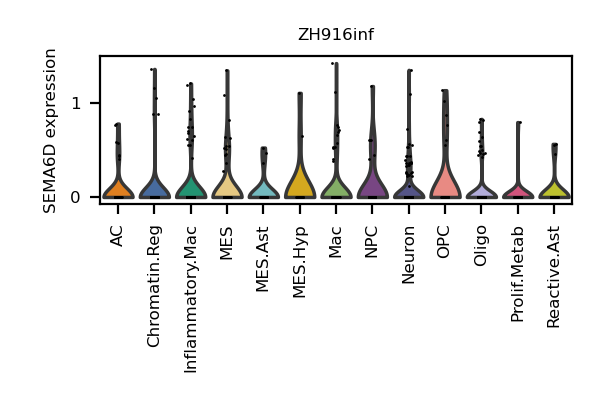 ZH916inf
SEMA6D expression
1
0
AC
Chromatin.Reg
Inflammatory.Mac
MES
MES.Ast
MES.Hyp
Mac
NPC
Neuron
OPC
Oligo
Prolif.Metab
Reactive.Ast